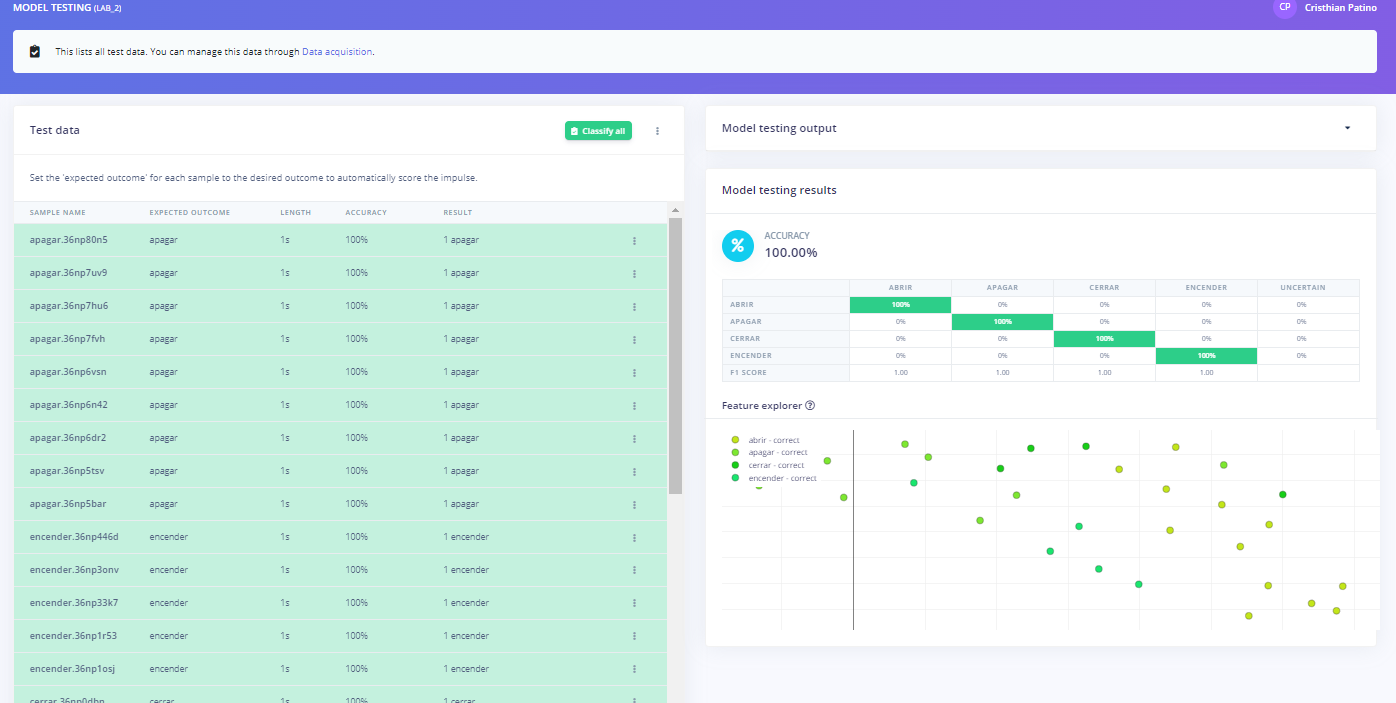 MODEL TESTING (LAB_2)
CP Cristhian Patino
This lists all test data. You can manage this data through Data acquisition.
Test data
Classify all
Set the 'expected outcome' for each sample to the desired outcome to automatically score the impulse.
SAMPLE NAME EXPECTED OUTCOME LENGTH ACCURACY RESULT
apagar.36np80n5 apagar 1s 100% 1 apagar
apagar.36np7uv9 apagar 1s 100% 1 apagar
apagar.36np7hu6 apagar 1s 100% 1 apagar
apagar.36np7fvh apagar 1s 100% 1 apagar
apagar.36np6vsn apagar 1s 100% 1 apagar
apagar.36np6n42 apagar 1s 100% 1 apagar
apagar.36np6dr2 apagar 1s 100% 1 apagar
apagar.36np5tsv apagar 1s 100% 1 apagar
apagar.36np5bar apagar 1s 100% 1 apagar
encender.36np446d encender 1s 100% 1 encender
encender.36np3onv encender 1s 100% 1 encender
encender.36np33k7 encender 1s 100% 1 encender
encender.36np1r53 encender 1s 100% 1 encender
encender.36np1osj encender 1s 100% 1 encender
cerrar.36np0dbn cerrar 1s 100% 1 cerrar
Model testing output
Model testing results
%
ACCURACY
100.00%
ABRIR APAGAR CERRAR ENCENDER UNCERTAIN
ABRIR 100% 0% 0% 0% 0%
APAGAR 0% 100% 0% 0% 0%
CERRAR 0% 0% 100% 0% 0%
ENCENDER 0% 0% 0% 100% 0%
F1 SCORE 1.00 1.00 1.00 1.00
Feature explorer ?
abrir - correct
apagar - correct
cerrar - correct
encender - correct